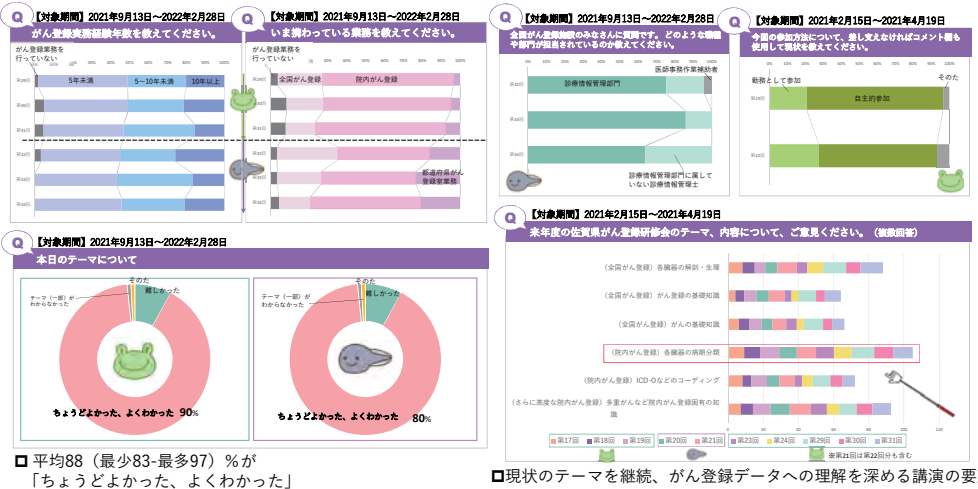 Q
【対象期間】2021年9月13日～2022年2月28日
がん登録実務経験年数を教えてください。
がん登録業務を
行っていない
5年未満
5～10年未満
10年以上
Q
【対象期間】2021年9月13日～2022年2月28日
いま携わっている業務を教えてください。
がん登録業務を
行っていない
全国がん登録
院内がん登録
都道府県がん
登録室業務
Q
【対象期間】2021年9月13日～2022年2月28日
全国がん登録施設のみなさんに質問です。どのような職種
や部門が担当されているのか教えてください。
医師事務作業補助者
診療情報管理部門
診療情報管理部門に属して
いない診療情報管理士
Q
【対象期間】2021年2月15日～2021年4月19日
今回の参加方法について、差し支えなければコメント欄も
使用して現状を教えてください。
勤務として参加
そのた
自主的参加
Q
【対象期間】2021年9月13日～2022年2月28日
本日のテーマについて
そのた
難しかった
テーマ（一部）が
わからなかった
ちょうどよかった、よくわかった 90%
そのた
難しかった
テーマ（一部）が
わからなかった
ちょうどよかった、よくわかった 80%
平均88（最少83-最多97）％が
「ちょうどよかった、よくわかった」
Q
【対象期間】2021年2月15日～2021年4月19日
来年度の佐賀県がん登録研修会のテーマ、内容について、ご意見ください。（複数回答）
（全国がん登録）各臓器の解剖・生理
（全国がん登録）がん登録の基礎知識
（全国がん登録）がんの基礎知識
（院内がん登録）各臓器の病期分類
（院内がん登録）ICD-Oなどのコーディング
（さらに高度な院内がん登録）多重がんなど院内がん登録固有の知
識
0 20 40 60 80 100 120
第17回 第18回 第19回 第20回 第21回 第23回 第24回 第29回 第30回 第31回
※第21回は第22回分も含む
現状のテーマを継続、がん登録データへの理解を深める講演の要